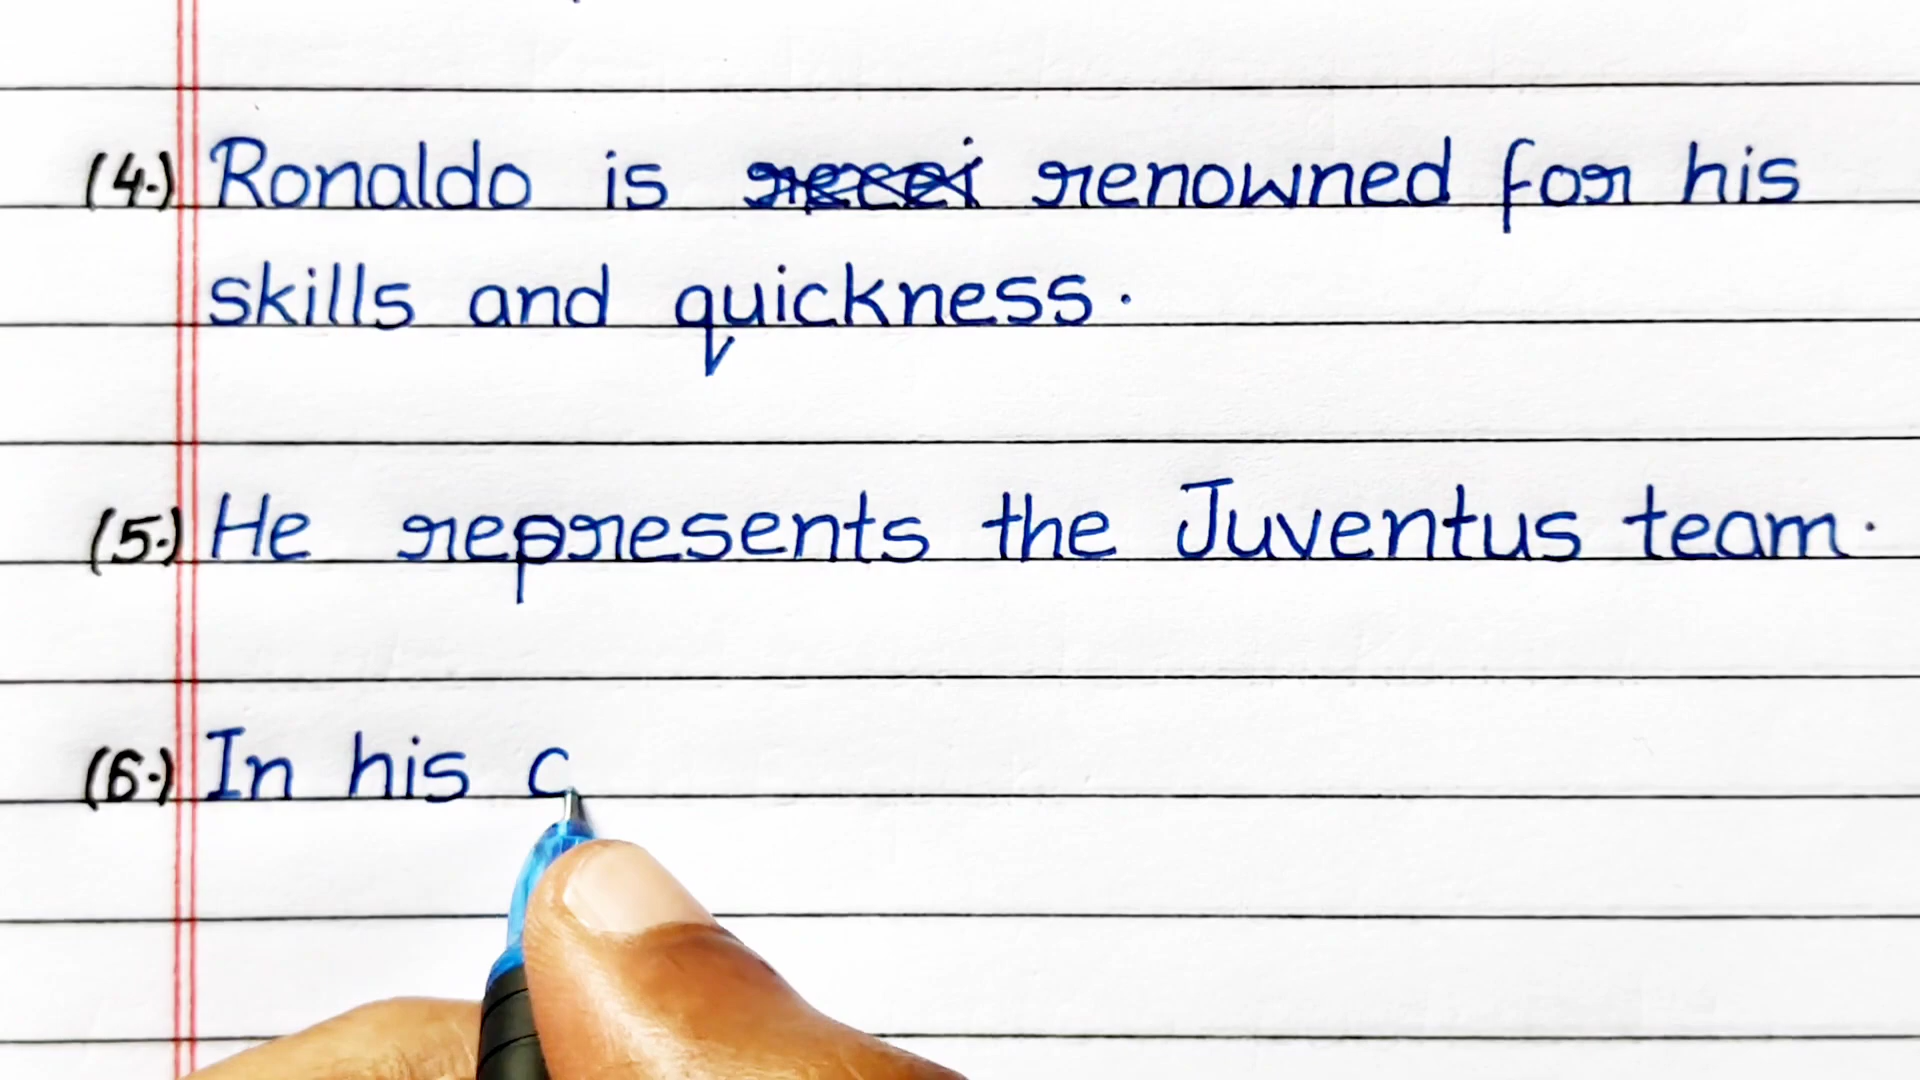 (4.) Ronaldo is renowned for his
skills and quickness.
(5.) He represents the Juventus team.
(6.) In his c